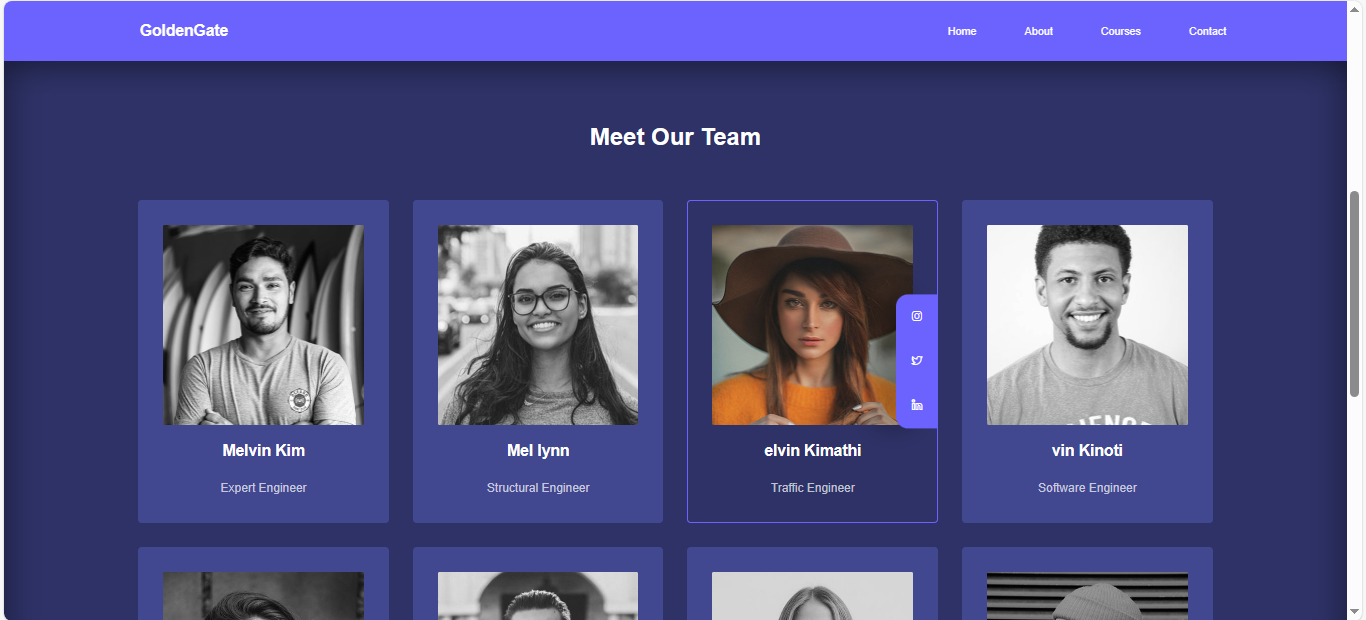 GoldenGate
Home About Courses Contact
Meet Our Team
Melvin Kim
Expert Engineer
Mel lynn
Structural Engineer
elvin Kimathi
Traffic Engineer
vin Kinoti
Software Engineer